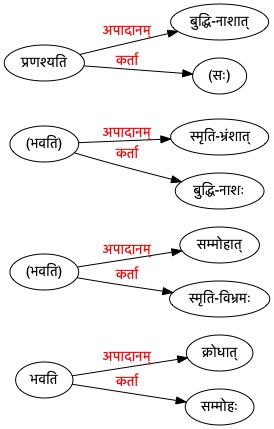 अपादानम्
बुद्धि-नाशात्
प्रणश्यति
कर्ता
(सः)
अपादानम्
स्मृति-भ्रंशात्
(भवति)
कर्ता
बुद्धि-नाशः
अपादानम्
सम्मोहात्
(भवति)
कर्ता
स्मृति-विभ्रमः
अपादानम्
क्रोधात्
भवति
कर्ता
सम्मोहः